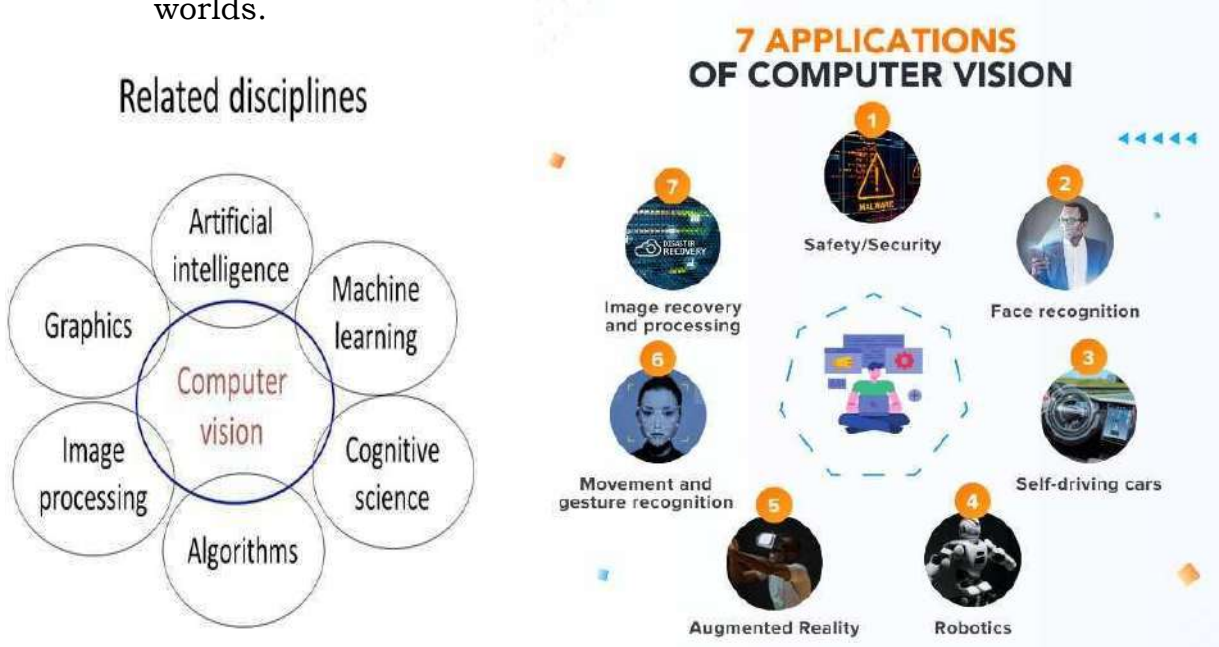 worlds.
Related disciplines
Artificial
intelligence
Machine
learning
Graphics
Computer
vision
Image
processing
Cognitive
science
Algorithms
7 APPLICATIONS
OF COMPUTER VISION
1
MALWARE
Safety/Security
2
Face recognition
3
Self-driving cars
4
Robotics
5
Augmented Reality
6
Movement and
gesture recognition
7
DISASTER
RECOVERY
Image recovery
and processing